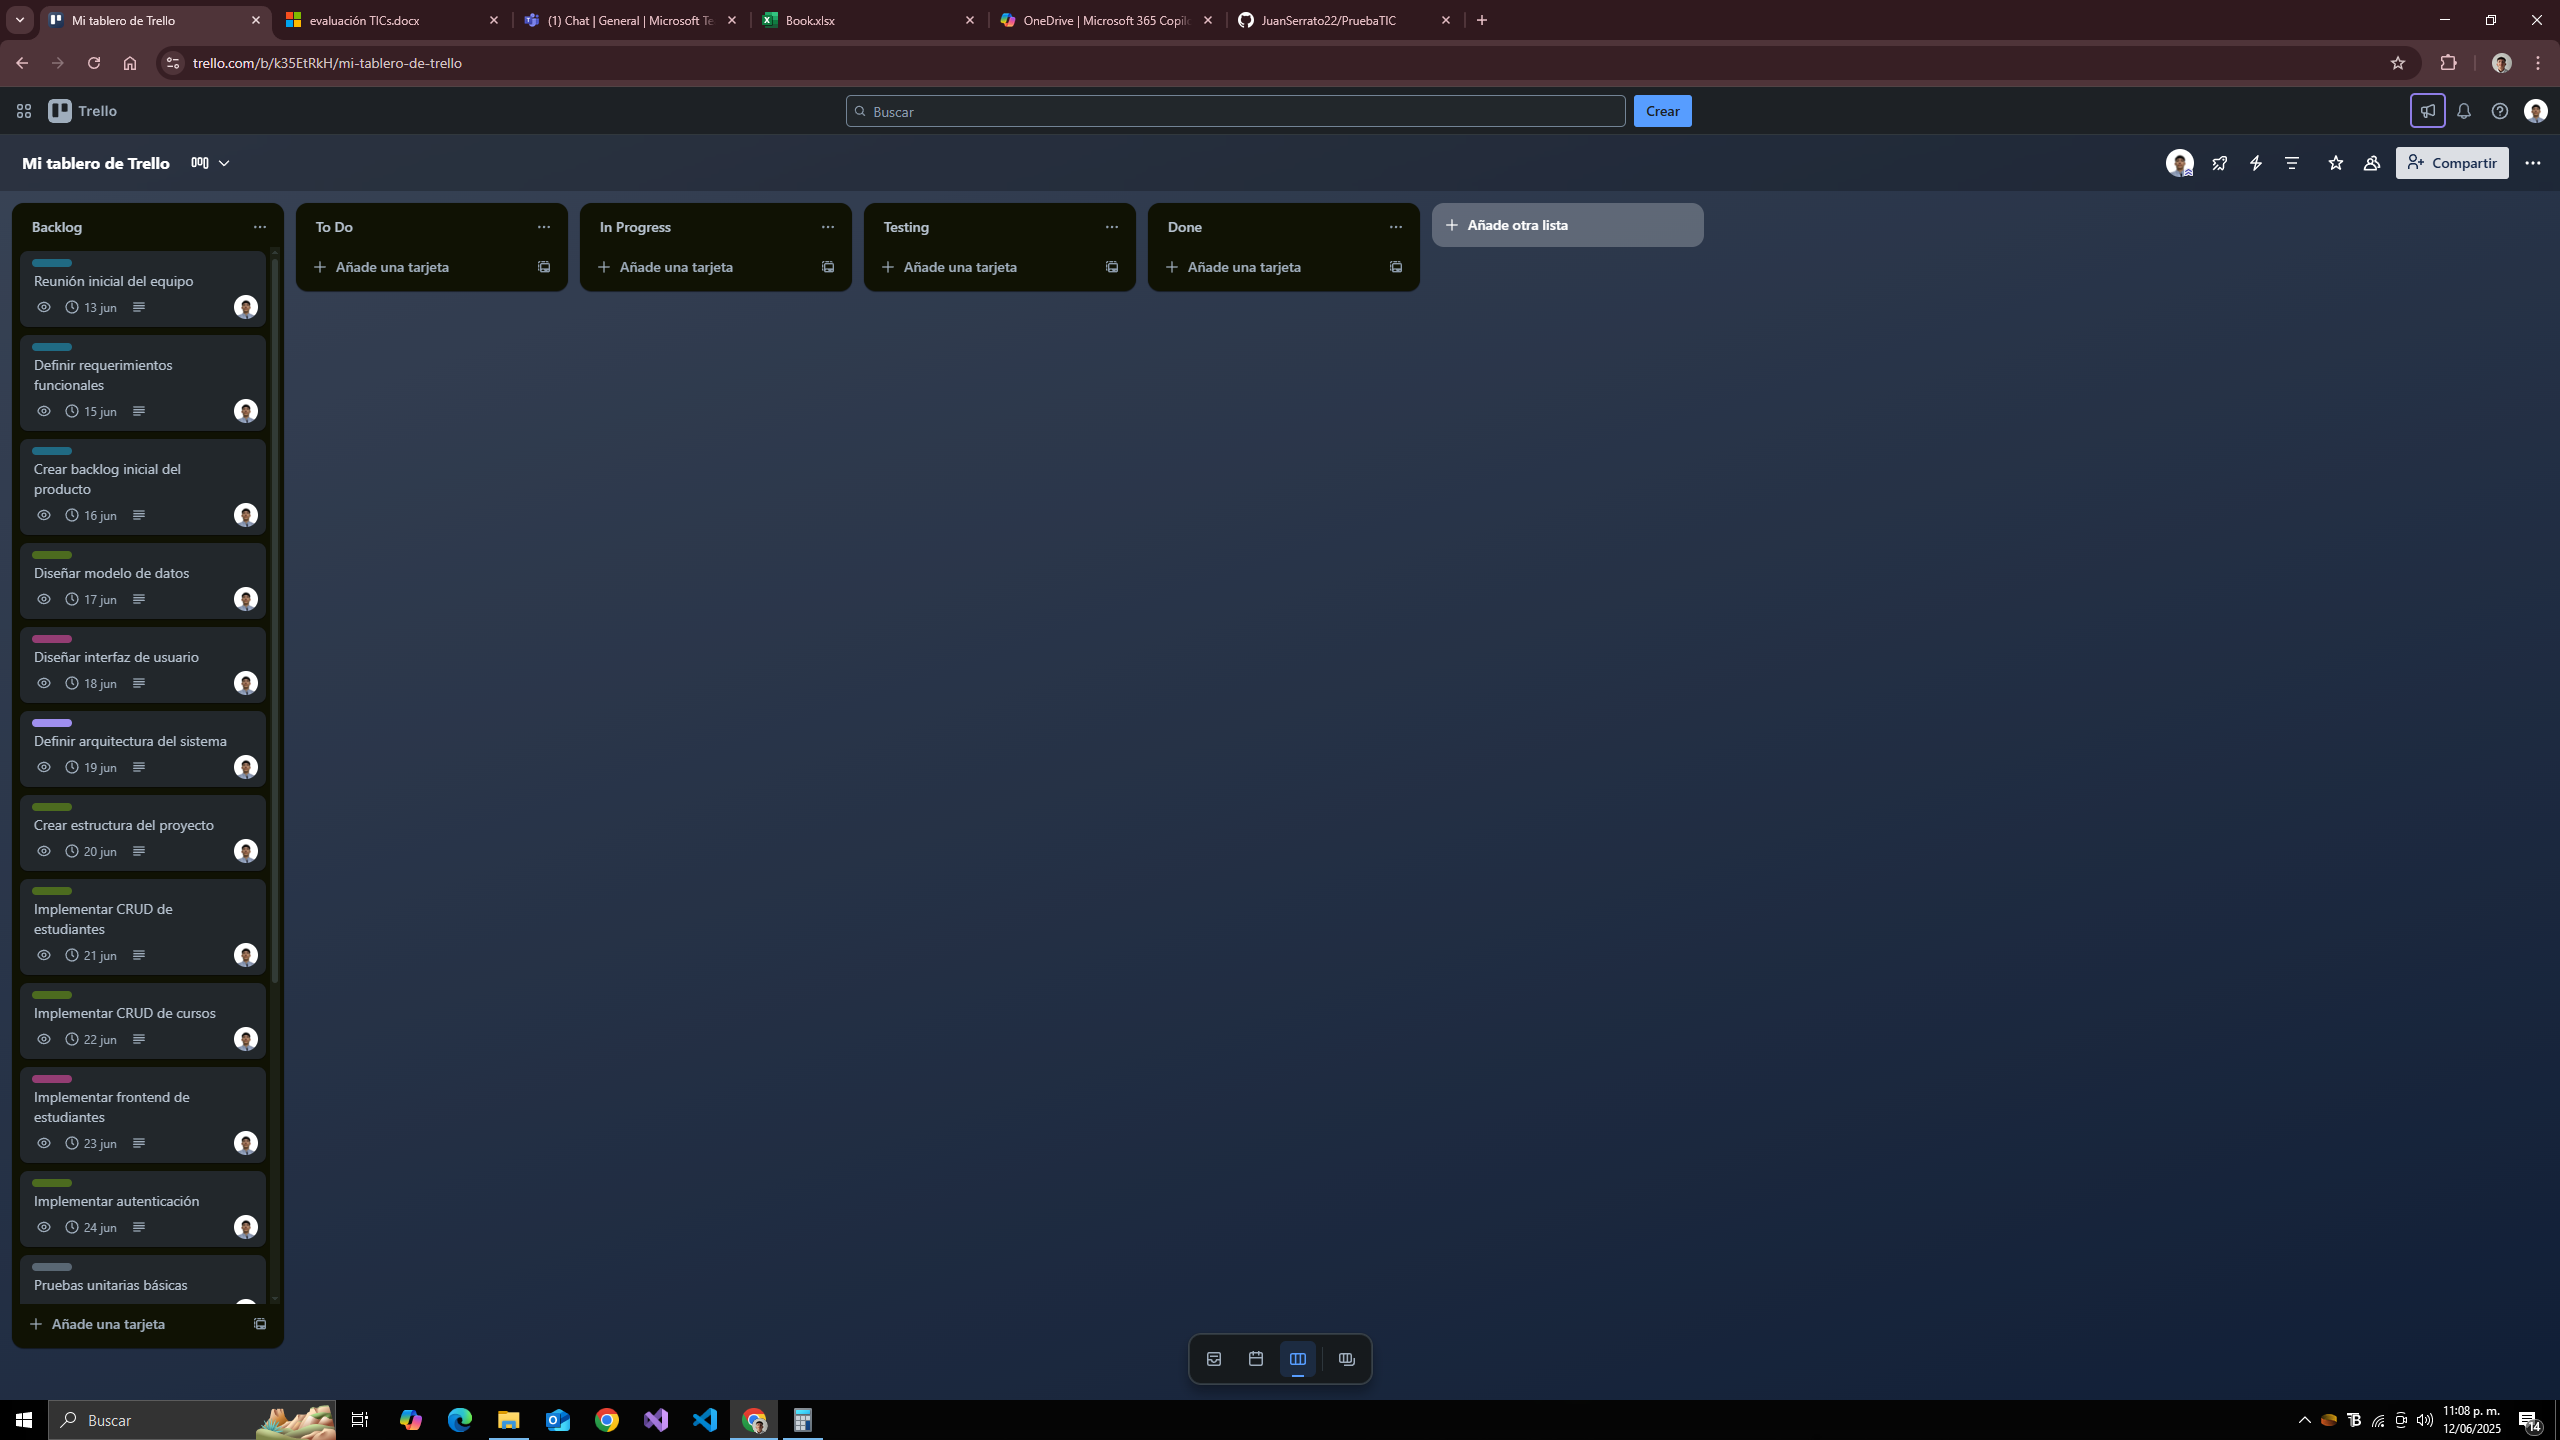 Mi tablero de Trello
evaluación TICs.docx
(1) Chat | General | Microsoft Te
Book.xlsx
OneDrive | Microsoft 365 Copil
JuanSerrato22/PruebaTIC
trello.com/b/k35EtRkH/mi-tablero-de-trello
Trello
Buscar
Crear
Mi tablero de Trello
Compartir
Backlog
Reunión inicial del equipo
13 jun
Definir requerimientos
funcionales
15 jun
Crear backlog inicial del
producto
16 jun
Diseñar modelo de datos
17 jun
Diseñar interfaz de usuario
18 jun
Definir arquitectura del sistema
19 jun
Crear estructura del proyecto
20 jun
Implementar CRUD de
estudiantes
21 jun
Implementar CRUD de cursos
22 jun
Implementar frontend de
estudiantes
23 jun
Implementar autenticación
24 jun
Pruebas unitarias básicas
Añade una tarjeta
To Do
Añade una tarjeta
In Progress
Añade una tarjeta
Testing
Añade una tarjeta
Done
Añade una tarjeta
Añade otra lista
Buscar
11:08 p. m.
12/06/2025
14